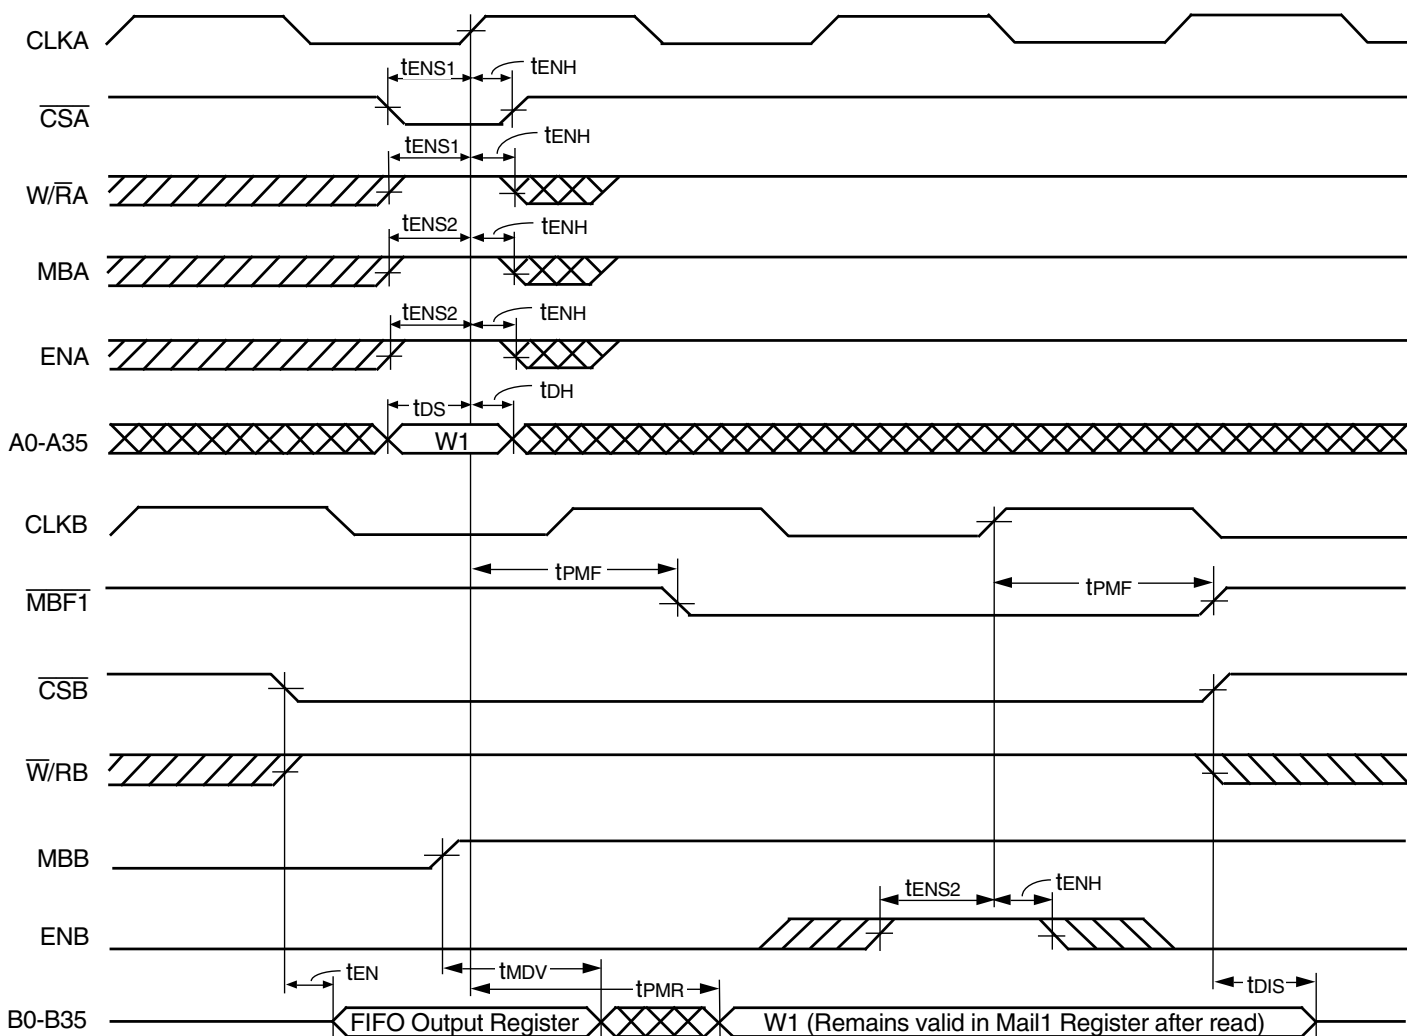 CLKA
tENS1 tENH
CSA
tENS1 tENH
W/RA
tENS2 tENH
MBA
tENS2 tENH
ENA
tDS tDH
A0-A35 W1
CLKB
tPMF tPMF
MBF1
CSB
W/RB
MBB
tENS2 tENH
ENB
tEN tMDV tPMR tDIS
B0-B35 FIFO Output Register W1 (Remains valid in Mail1 Register after read)